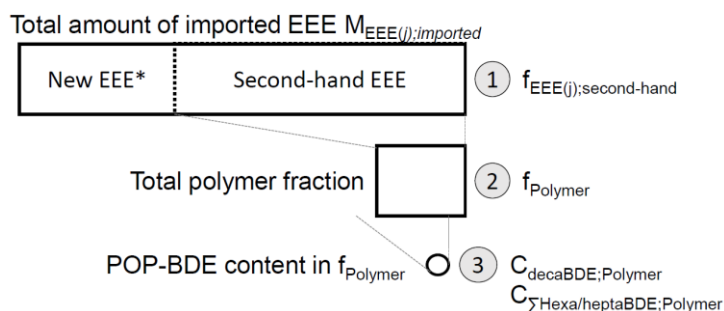 Total amount of imported EEE M_EEE(j);imported
New EEE*
Second-hand EEE
1
f_EEE(j);second-hand
Total polymer fraction
2
f_Polymer
POP-BDE content in f_Polymer
3
C_decaBDE;Polymer
C_∑Hexa/heptaBDE;Polymer